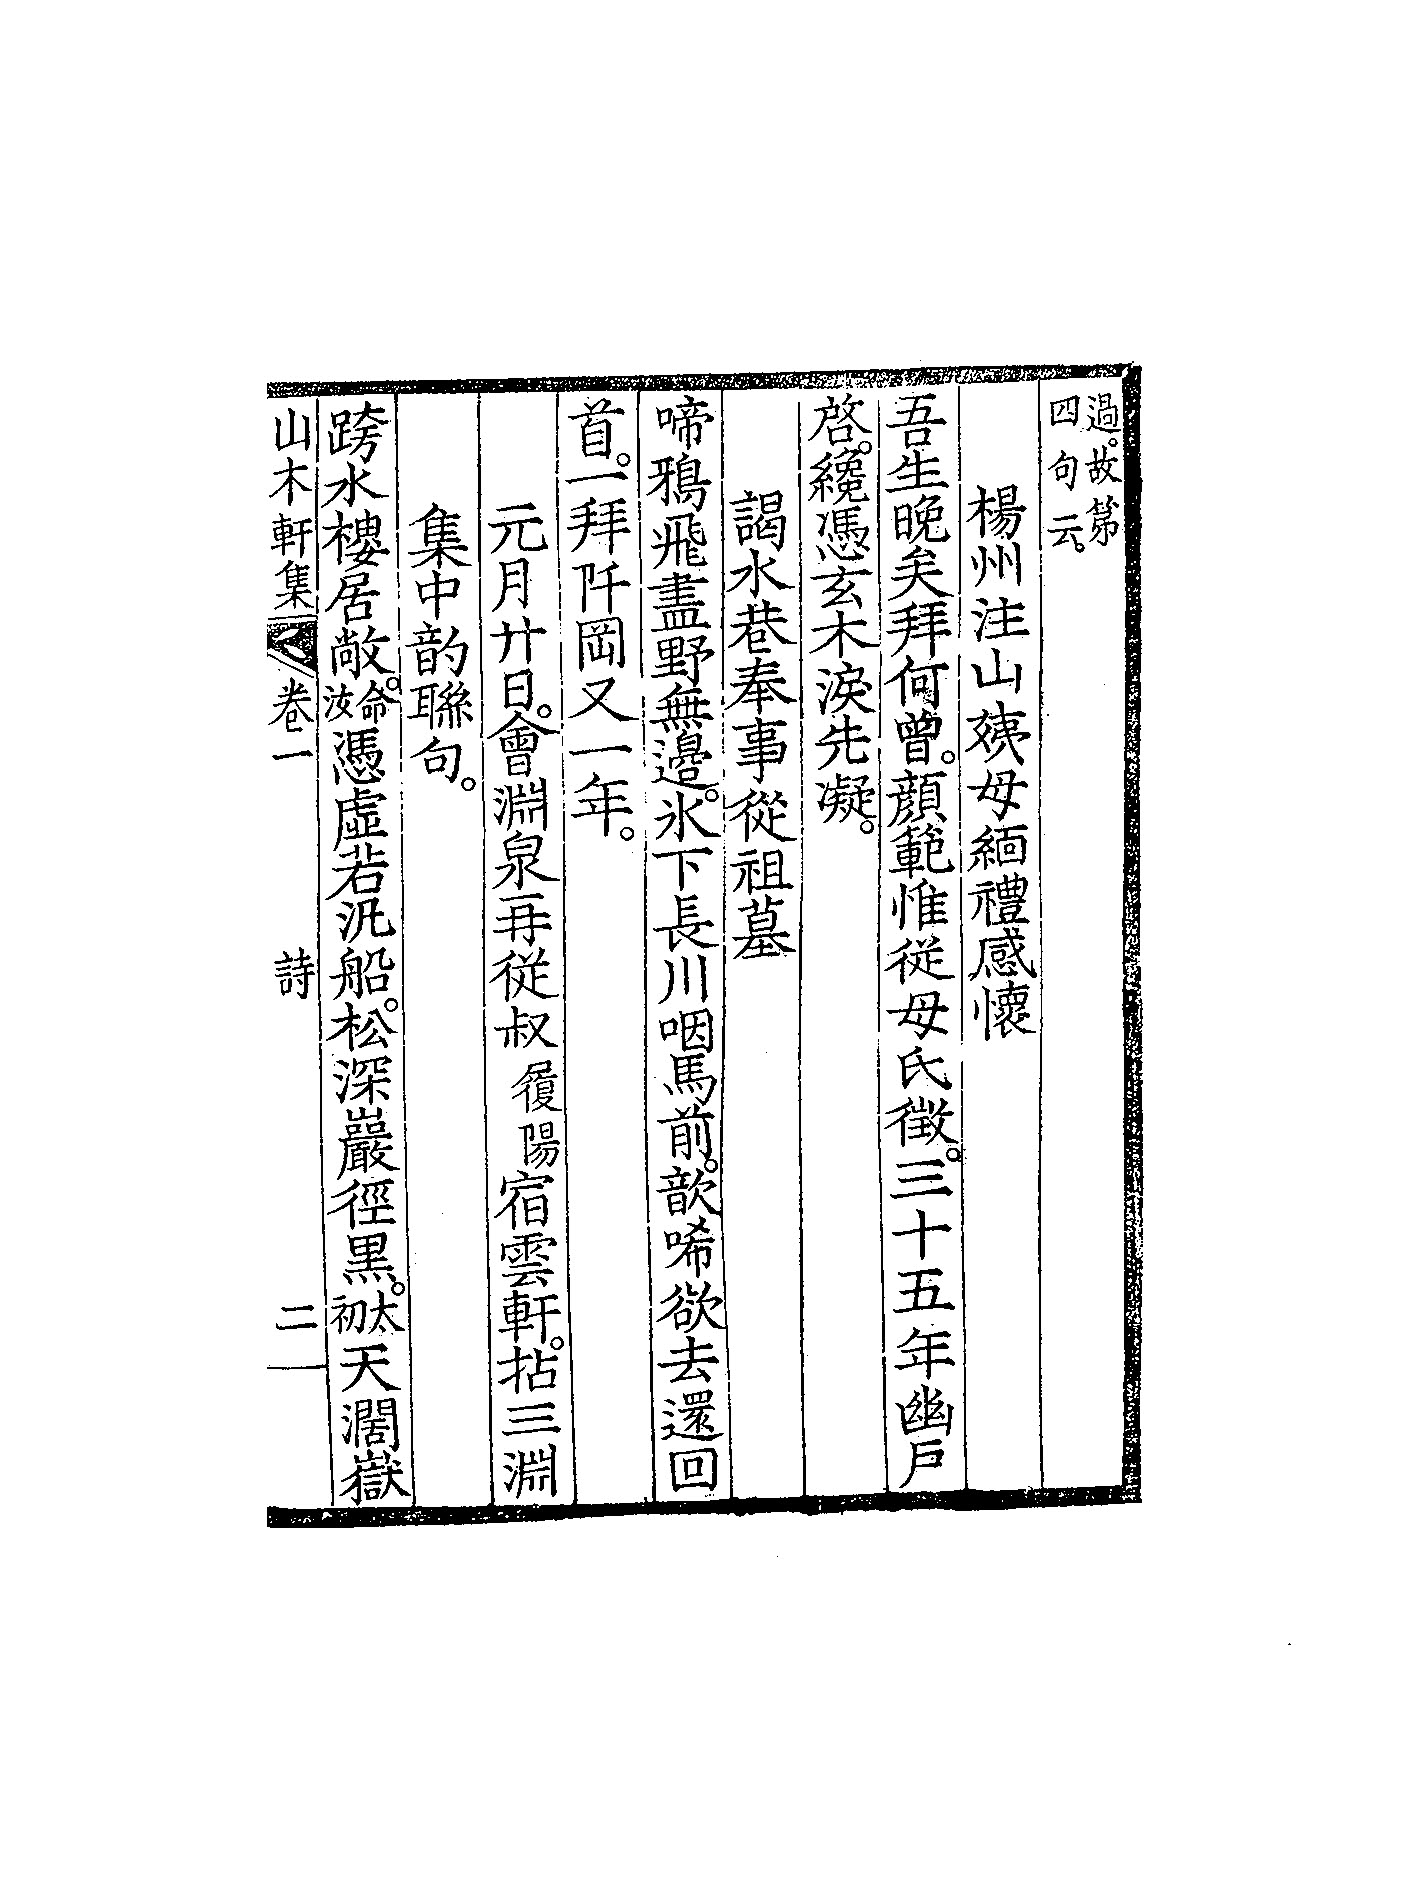 過。故第
四句云。
楊州注山姨母緬禮感懷
吾生晚矣拜何曾。顔範惟從母氏徵。三十五年幽戶
啓。纔憑玄木淚先凝。
謁水巷奉事從祖墓
啼鴉飛盡野無邊。氷下長川咽馬前。歆唏欲去還回
首。一拜阡岡又一年。
元月廿日。會淵泉再從叔履陽宿雲軒。拈三淵
集中韵聯句。
跨水樓居敞。命汝憑虛若汎船。松深巖徑黑。太初天濶嶽
山木軒集 卷一 詩 二